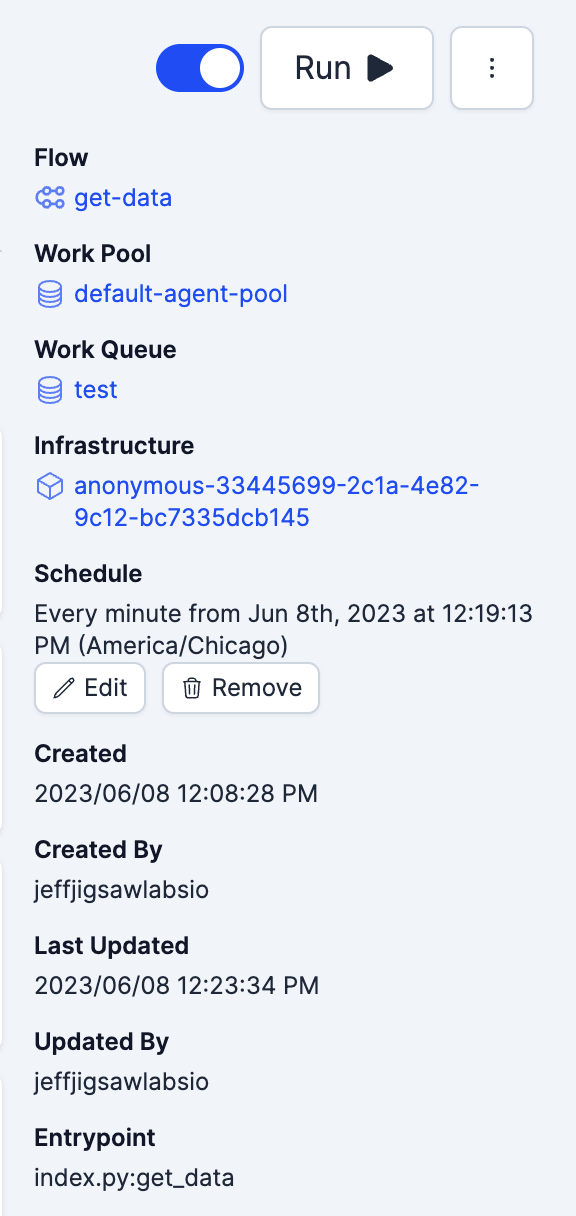 Run
Flow
get-data
Work Pool
default-agent-pool
Work Queue
test
Infrastructure
anonymous-33445699-2c1a-4e82-
9c12-bc7335dcb145
Schedule
Every minute from Jun 8th, 2023 at 12:19:13
PM (America/Chicago)
Edit Remove
Created
2023/06/08 12:08:28 PM
Created By
jeffjigsawlabsio
Last Updated
2023/06/08 12:23:34 PM
Updated By
jeffjigsawlabsio
Entrypoint
index.py:get_data